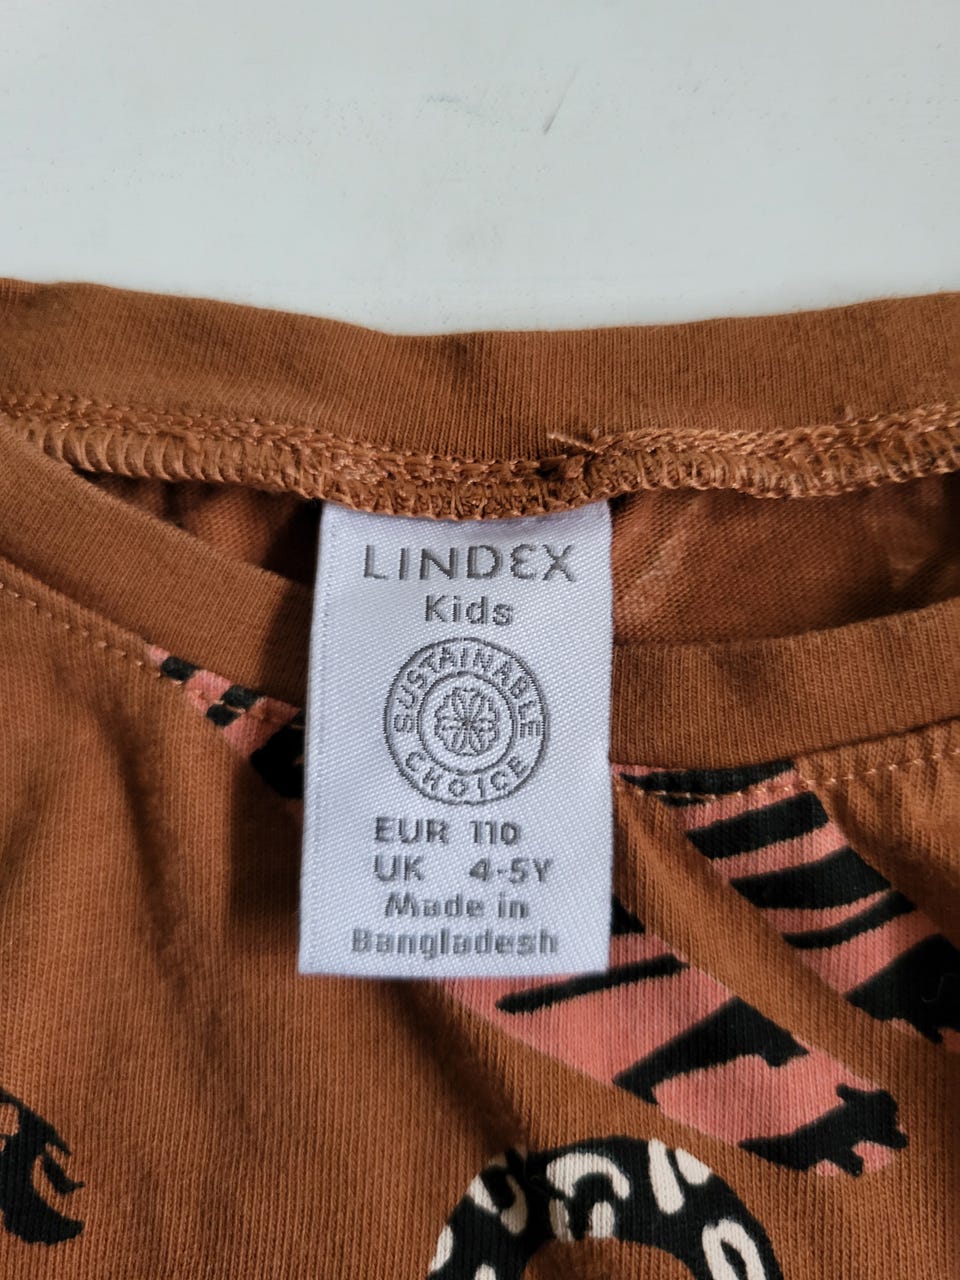 LINDEX
Kids
SUSTAINABLE
CHOICE
EUR 110
UK 4-5Y
Made in
Bangladesh